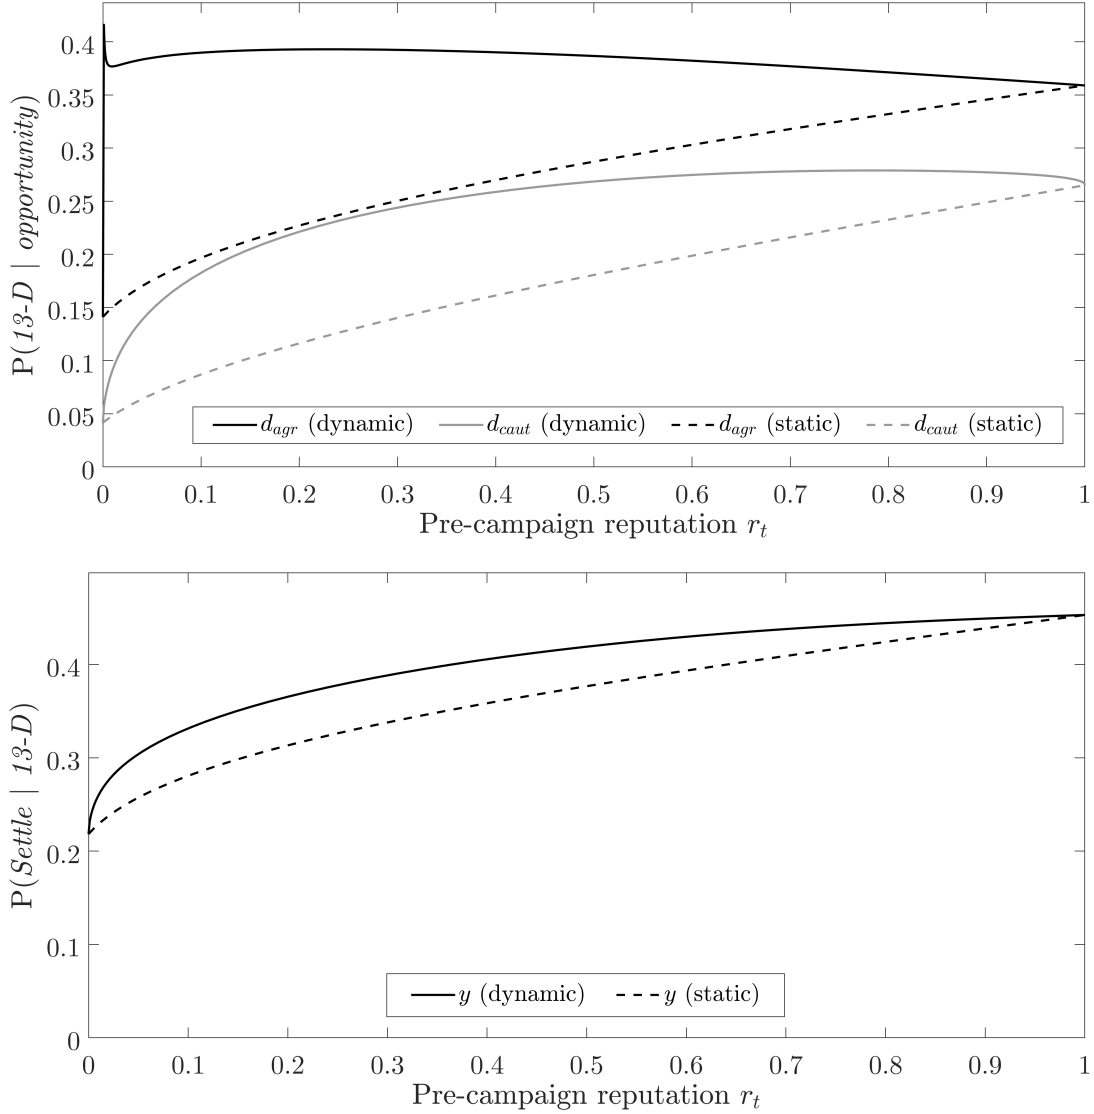 P(13-D | opportunity)
0.4
0.35
0.3
0.25
0.2
0.15
0.1
0.05
0
d_agr (dynamic) d_caut (dynamic) d_agr (static) d_caut (static)
0 0.1 0.2 0.3 0.4 0.5 0.6 0.7 0.8 0.9 1
Pre-campaign reputation r_t
P(Settle | 13-D)
0.4
0.3
0.2
0.1
0
y (dynamic) y (static)
0 0.1 0.2 0.3 0.4 0.5 0.6 0.7 0.8 0.9 1
Pre-campaign reputation r_t